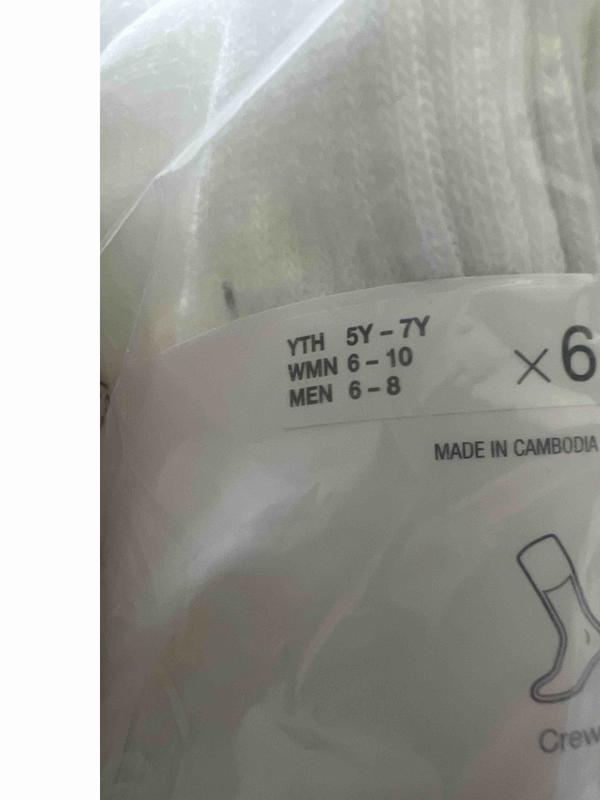 YTH 5Y – 7Y
WMN 6 – 10
MEN 6 – 8
×6
MADE IN CAMBODIA
Crew